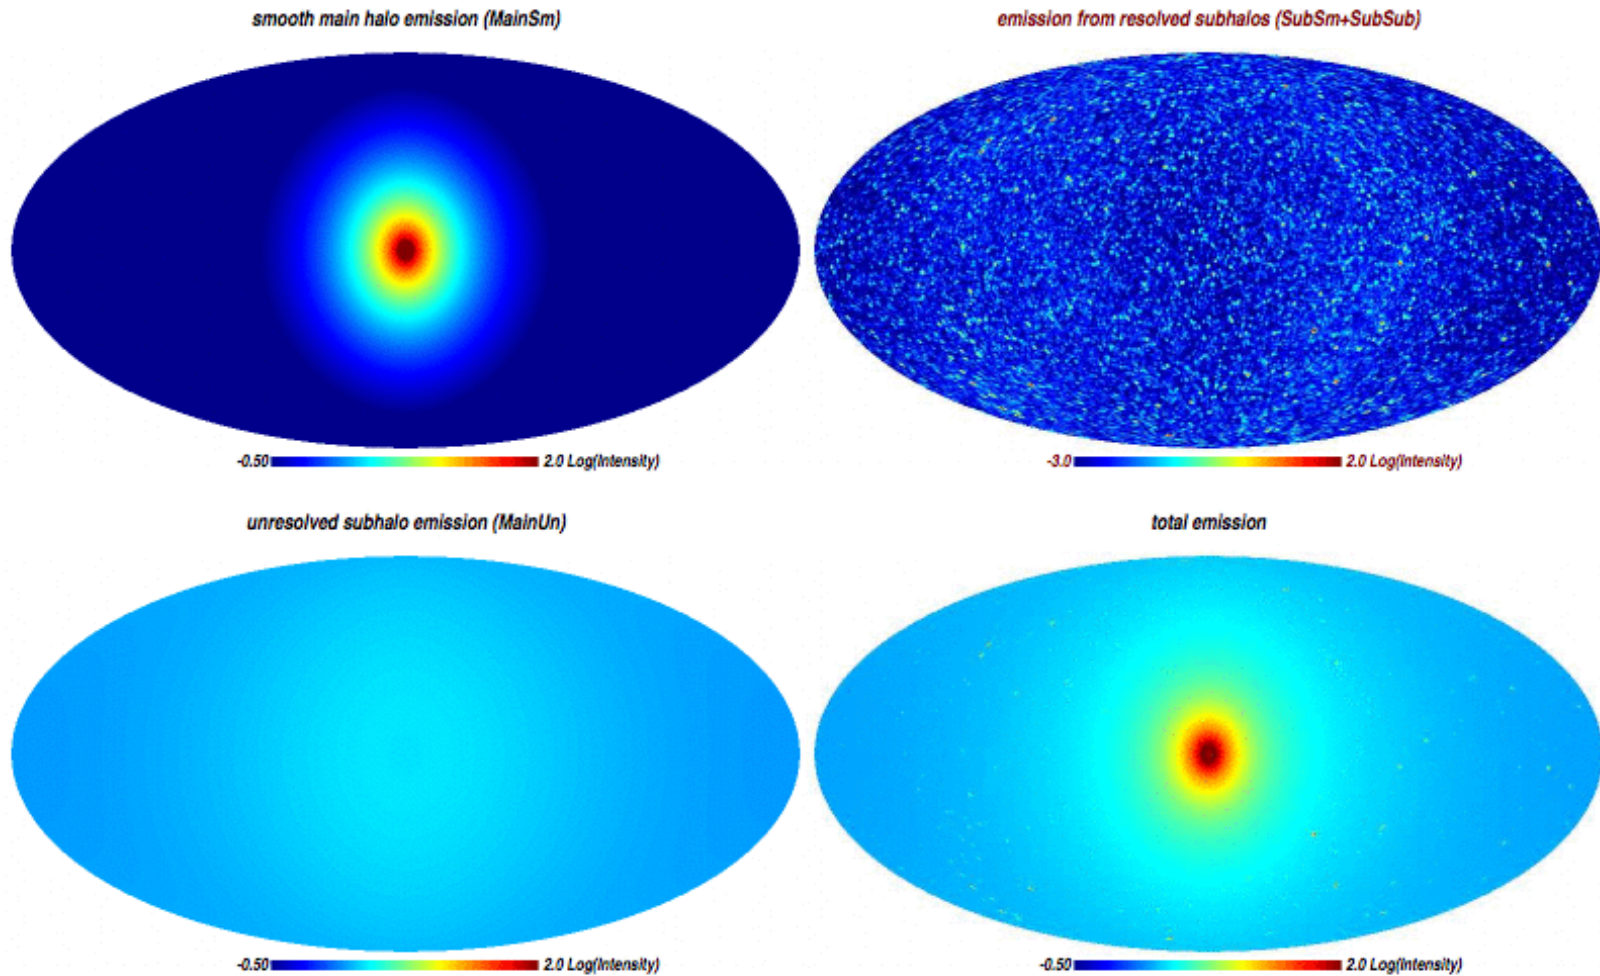 smooth main halo emission (MainSm)
emission from resolved subhalos (SubSm+SubSub)
-0.50 2.0 Log(Intensity)
-3.0 2.0 Log(Intensity)
unresolved subhalo emission (MainUn)
total emission
-0.50 2.0 Log(Intensity)
-0.50 2.0 Log(Intensity)